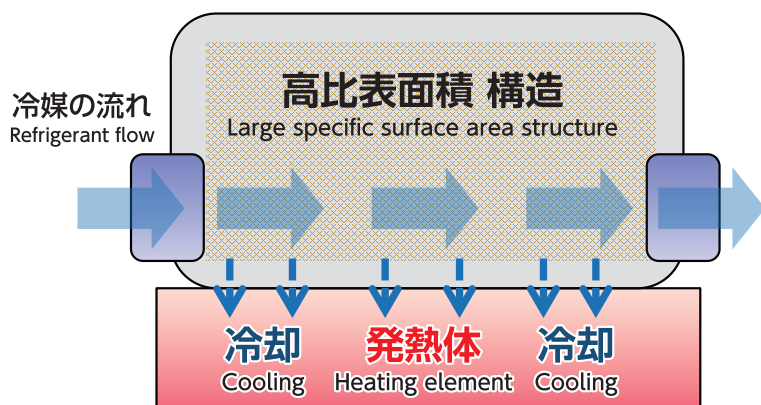 高比表面積 構造
Large specific surface area structure
冷媒の流れ
Refrigerant flow
冷却
Cooling
発熱体
Heating element
冷却
Cooling